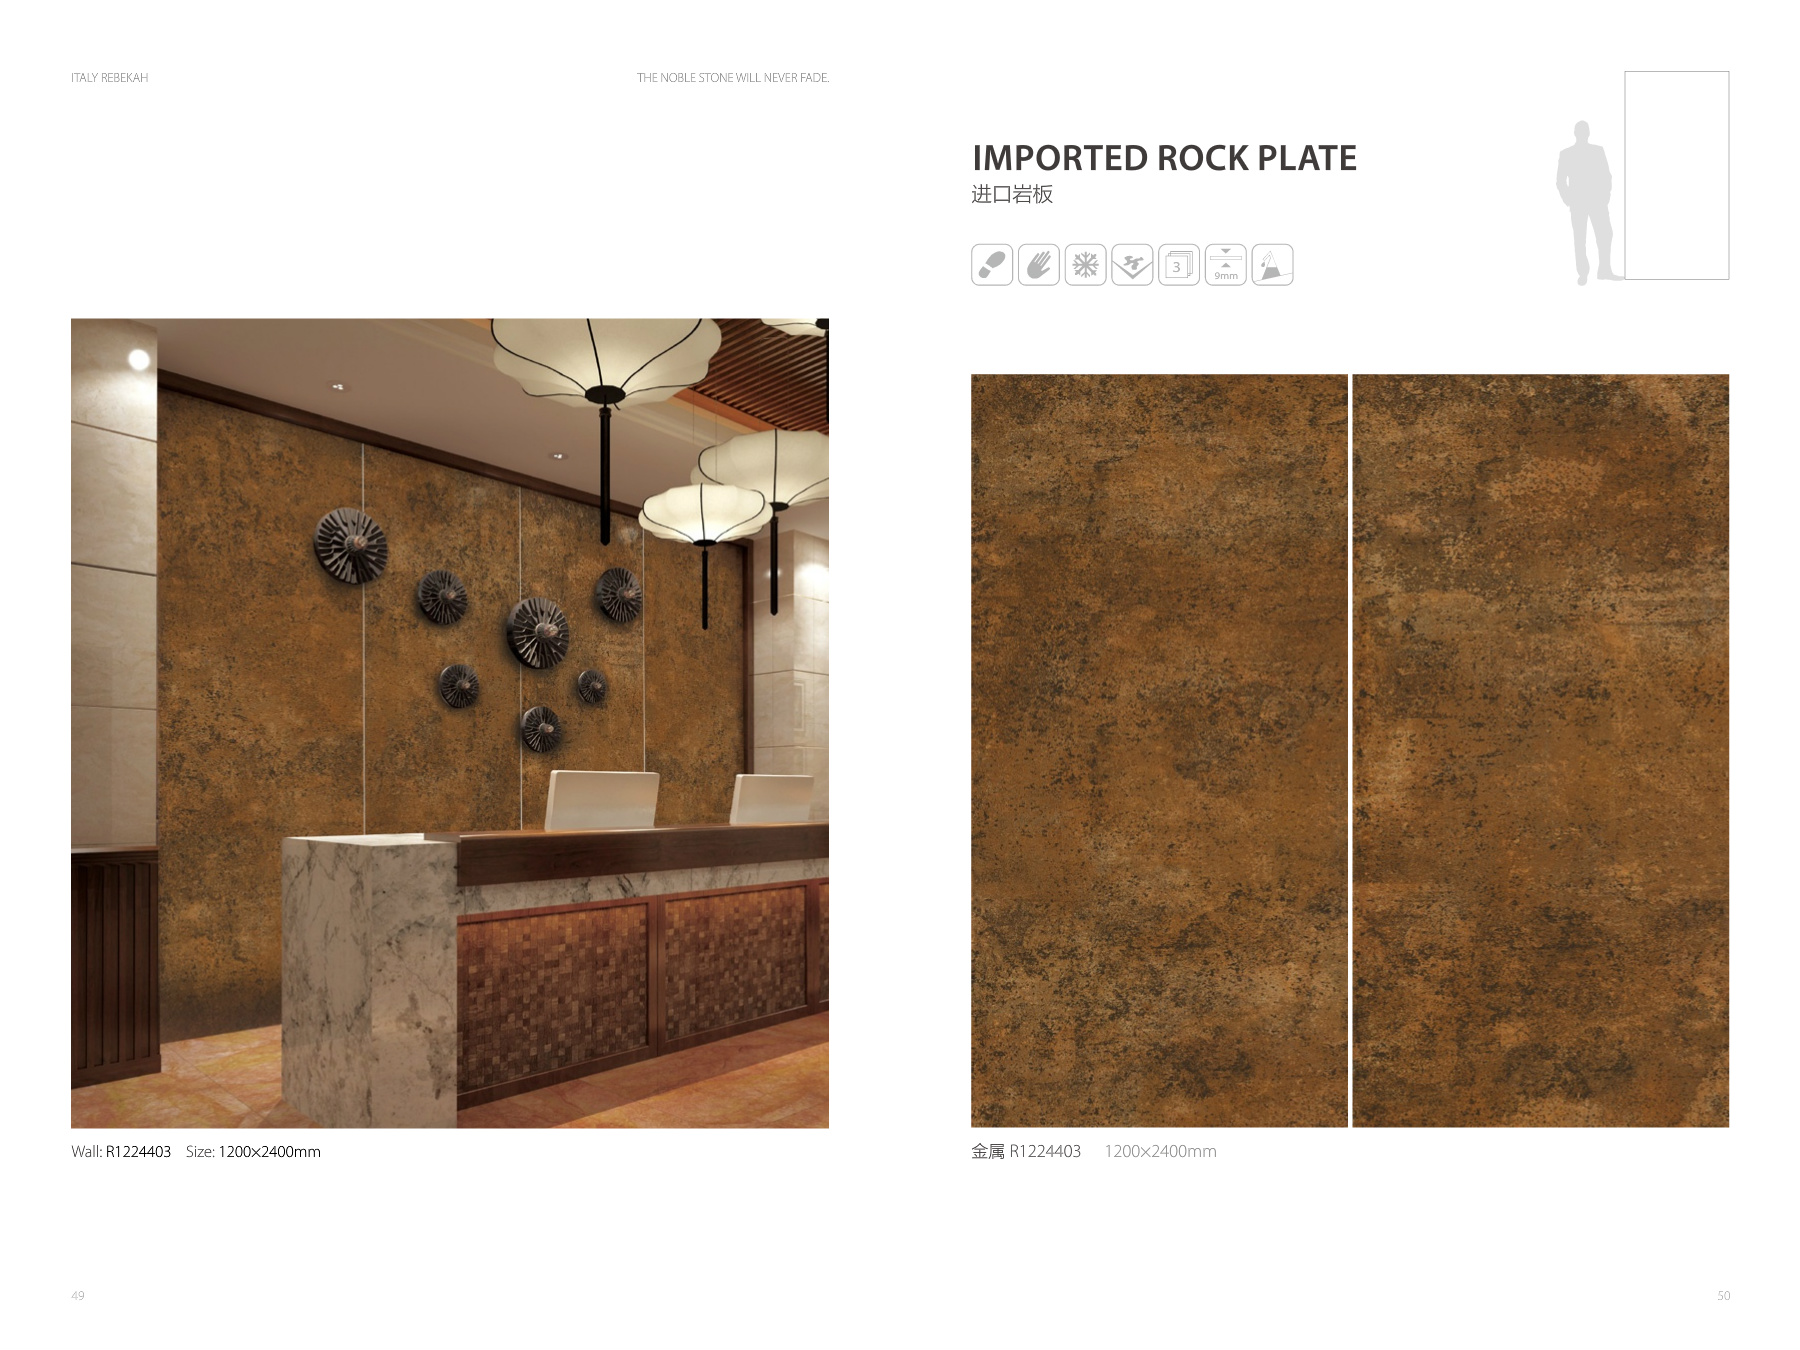 ITALY REBEKAH
THE NOBLE STONE WILL NEVER FADE.
IMPORTED ROCK PLATE
进口岩板
3
9mm
Wall: R1224403 Size: 1200×2400mm
金属 R1224403 1200×2400mm
49
50